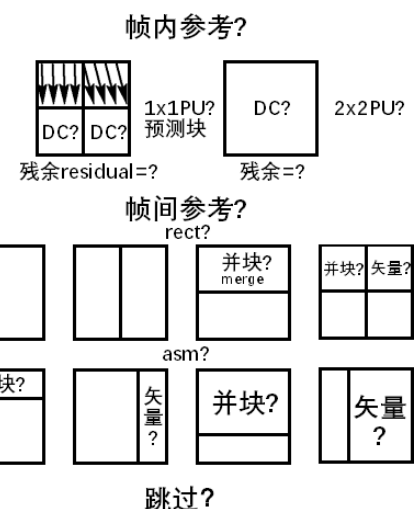 帧内参考?
DC? DC?
1x1PU?
预测块
DC?
2x2PU?
残余residual=?
残余=?
帧间参考?
rect?
并块?
merge
并块? 矢量?
asm?
块?
矢量?
并块?
矢量?
跳过?